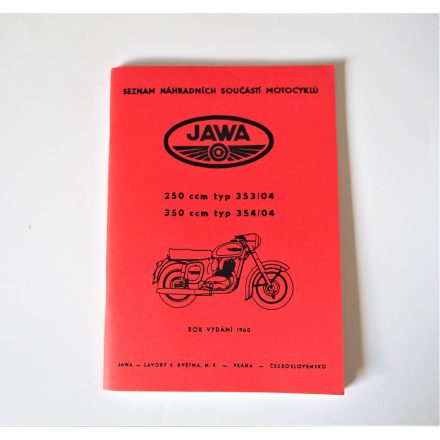 SEZNAM NÁHRADNÍCH SOUČÁSTÍ MOTOCYKLŮ
JAWA
250 ccm typ 353/04
350 ccm typ 354/04
ROK VYDÁNÍ 1960
JAWA — ZÁVODY 9. KVĚTNA, N. P. — PRAHA — ČESKOSLOVENSKO